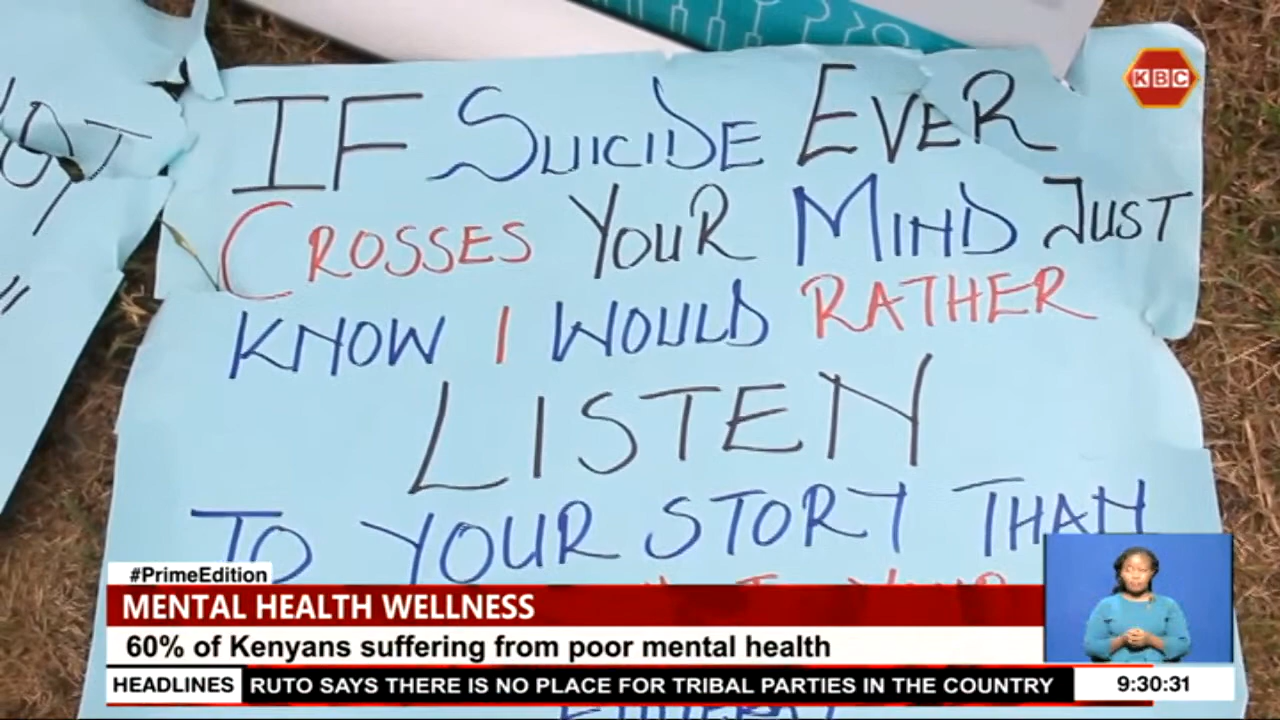 KBC
IF SUICIDE EVER
CROSSES YOUR MIND JUST
KNOW I WOULD RATHER
LISTEN
TO YOUR STORY THAN
#PrimeEdition
MENTAL HEALTH WELLNESS
60% of Kenyans suffering from poor mental health
HEADLINES RUTO SAYS THERE IS NO PLACE FOR TRIBAL PARTIES IN THE COUNTRY 9:30:31